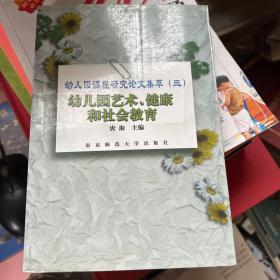 幼儿园课程研究论文集萃（三）
幼儿园艺术、健康
和社会教育
唐淑 主编
南京师范大学出版社